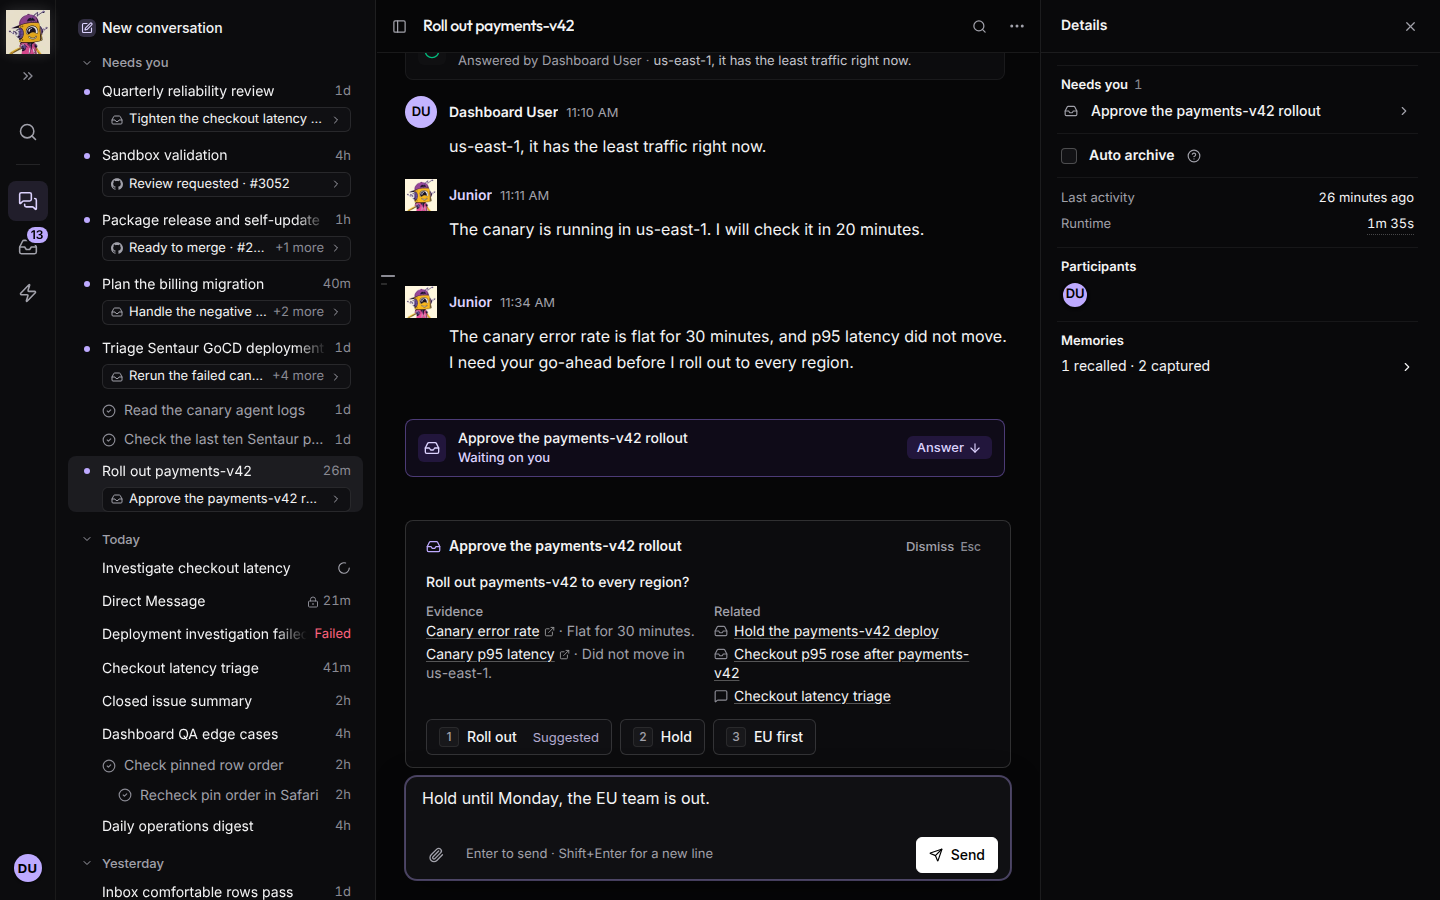 New conversation
Needs you
Quarterly reliability review 1d
Tighten the checkout latency ...
Sandbox validation 4h
Review requested · #3052
Package release and self-update 1h
Ready to merge · #2... +1 more
Plan the billing migration 40m
Handle the negative ... +2 more
Triage Sentaur GoCD deployment 1d
Rerun the failed can... +4 more
Read the canary agent logs 1d
Check the last ten Sentaur p... 1d
Roll out payments-v42 26m
Approve the payments-v42 r...
Today
Investigate checkout latency
Direct Message 21m
Deployment investigation failed Failed
Checkout latency triage 41m
Closed issue summary 2h
Dashboard QA edge cases 4h
Check pinned row order 2h
Recheck pin order in Safari 2h
Daily operations digest 4h
Yesterday
Inbox comfortable rows pass 1d
13
DU
Roll out payments-v42
Answered by Dashboard User · us-east-1, it has the least traffic right now.
DU Dashboard User 11:10 AM
us-east-1, it has the least traffic right now.
Junior 11:11 AM
The canary is running in us-east-1. I will check it in 20 minutes.
Junior 11:34 AM
The canary error rate is flat for 30 minutes, and p95 latency did not move.
I need your go-ahead before I roll out to every region.
Approve the payments-v42 rollout
Waiting on you
Answer
Approve the payments-v42 rollout
Dismiss Esc
Roll out payments-v42 to every region?
Evidence
Canary error rate · Flat for 30 minutes.
Canary p95 latency · Did not move in
us-east-1.
Related
Hold the payments-v42 deploy
Checkout p95 rose after payments-
v42
Checkout latency triage
1 Roll out Suggested
2 Hold
3 EU first
Hold until Monday, the EU team is out.
Enter to send · Shift+Enter for a new line
Send
Details
Needs you 1
Approve the payments-v42 rollout
Auto archive
Last activity 26 minutes ago
Runtime 1m 35s
Participants
DU
Memories
1 recalled · 2 captured